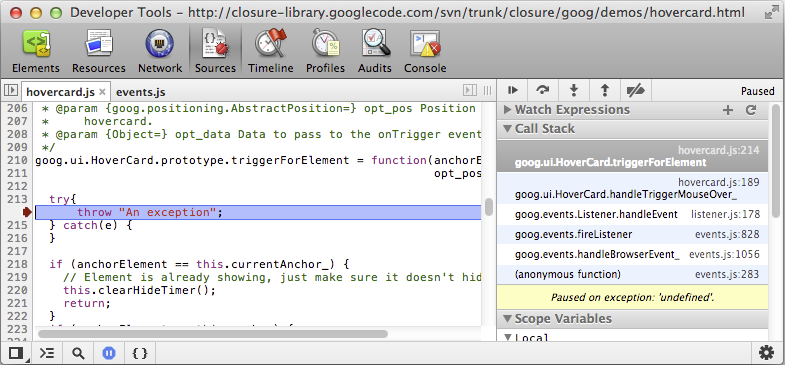 Developer Tools - http://closure-library.googlecode.com/svn/trunk/closure/goog/demos/hovercard.html
Elements Resources Network Sources Timeline Profiles Audits Console
hovercard.js × events.js
Paused
206 * @param {goog.positioning.AbstractPosition=} opt_pos Position
207 * hovercard.
208 * @param {Object=} opt_data Data to pass to the onTrigger event
209 */
210 goog.ui.HoverCard.prototype.triggerForElement = function(anchorE
211 opt_pos
212
213 try{
throw "An exception";
215 } catch(e) {
216 }
217
218 if (anchorElement == this.currentAnchor_) {
219 // Element is already showing, just make sure it doesn't hid
220 this.clearHideTimer();
221 return;
222 }
223
Watch Expressions
Call Stack
hovercard.js:214
goog.ui.HoverCard.triggerForElement
hovercard.js:189
goog.ui.HoverCard.handleTriggerMouseOver_
goog.events.Listener.handleEvent listener.js:178
goog.events.fireListener events.js:828
goog.events.handleBrowserEvent_ events.js:1056
(anonymous function) events.js:283
Paused on exception: 'undefined'.
Scope Variables
Local
{ }